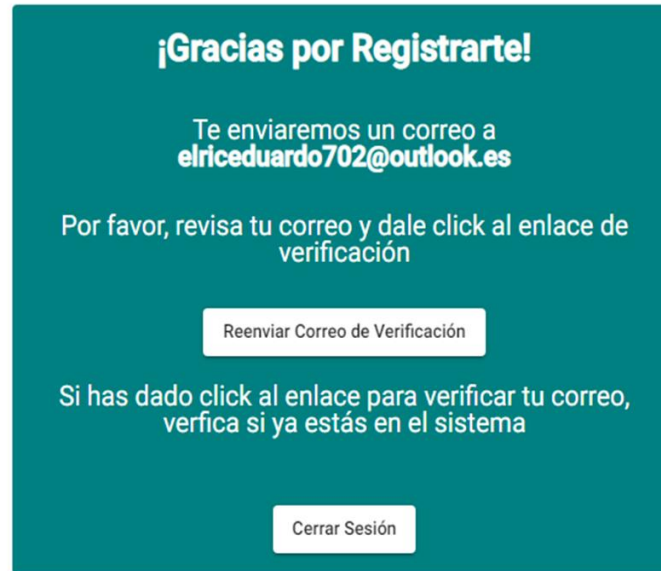 ¡Gracias por Registrarte!
Te enviaremos un correo a
elriceduardo702@outlook.es
Por favor, revisa tu correo y dale click al enlace de
verificación
Reenviar Correo de Verificación
Si has dado click al enlace para verificar tu correo,
verfica si ya estás en el sistema
Cerrar Sesión